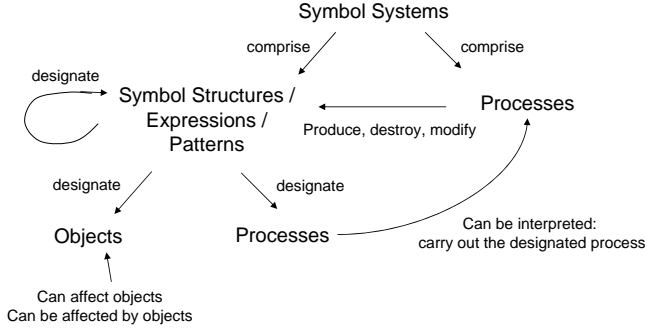 Symbol Systems
comprise
comprise
designate
Symbol Structures /
Expressions /
Patterns
Processes
Produce, destroy, modify
designate
designate
Objects
Processes
Can be interpreted:
carry out the designated process
Can affect objects
Can be affected by objects